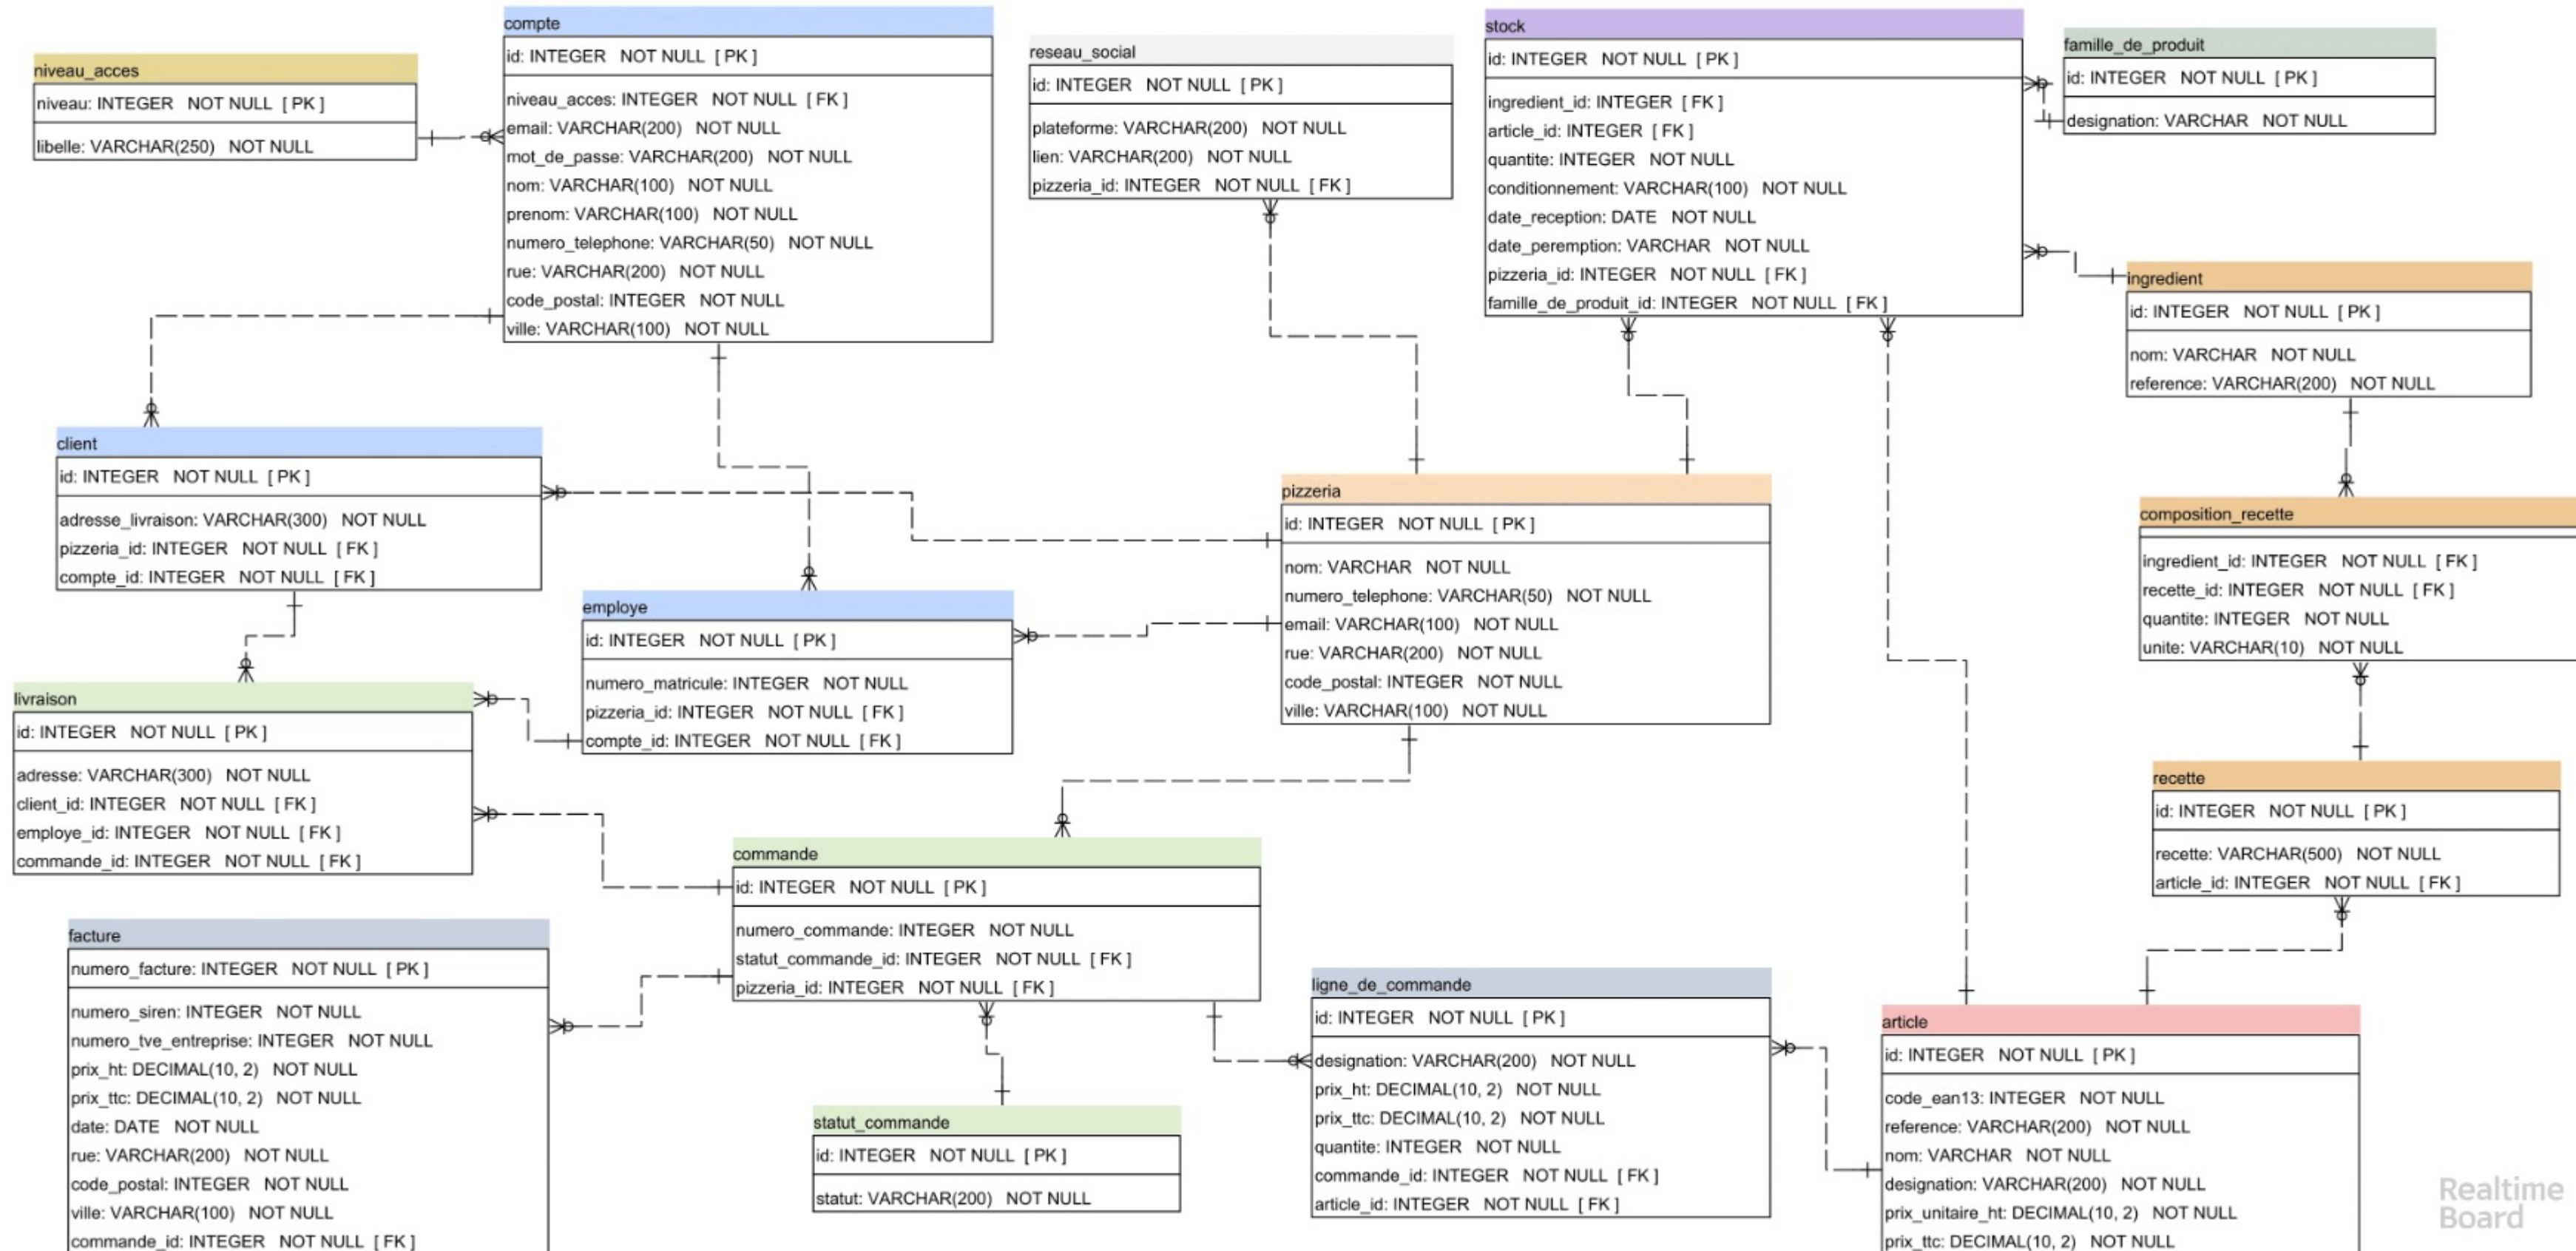 niveau_acces
niveau: INTEGER NOT NULL [ PK ]
libelle: VARCHAR(250) NOT NULL
compte
id: INTEGER NOT NULL [ PK ]
niveau_acces: INTEGER NOT NULL [ FK ]
email: VARCHAR(200) NOT NULL
mot_de_passe: VARCHAR(200) NOT NULL
nom: VARCHAR(100) NOT NULL
prenom: VARCHAR(100) NOT NULL
numero_telephone: VARCHAR(50) NOT NULL
rue: VARCHAR(200) NOT NULL
code_postal: INTEGER NOT NULL
ville: VARCHAR(100) NOT NULL
reseau_social
id: INTEGER NOT NULL [ PK ]
plateforme: VARCHAR(200) NOT NULL
lien: VARCHAR(200) NOT NULL
pizzeria_id: INTEGER NOT NULL [ FK ]
stock
id: INTEGER NOT NULL [ PK ]
ingredient_id: INTEGER [ FK ]
article_id: INTEGER [ FK ]
quantite: INTEGER NOT NULL
conditionnement: VARCHAR(100) NOT NULL
date_reception: DATE NOT NULL
date_peremption: VARCHAR NOT NULL
pizzeria_id: INTEGER NOT NULL [ FK ]
famille_de_produit_id: INTEGER NOT NULL [ FK ]
famille_de_produit
id: INTEGER NOT NULL [ PK ]
designation: VARCHAR NOT NULL
ingredient
id: INTEGER NOT NULL [ PK ]
nom: VARCHAR NOT NULL
reference: VARCHAR(200) NOT NULL
client
id: INTEGER NOT NULL [ PK ]
adresse_livraison: VARCHAR(300) NOT NULL
pizzeria_id: INTEGER NOT NULL [ FK ]
compte_id: INTEGER NOT NULL [ FK ]
employe
id: INTEGER NOT NULL [ PK ]
numero_matricule: INTEGER NOT NULL
pizzeria_id: INTEGER NOT NULL [ FK ]
compte_id: INTEGER NOT NULL [ FK ]
pizzeria
id: INTEGER NOT NULL [ PK ]
nom: VARCHAR NOT NULL
numero_telephone: VARCHAR(50) NOT NULL
email: VARCHAR(100) NOT NULL
rue: VARCHAR(200) NOT NULL
code_postal: INTEGER NOT NULL
ville: VARCHAR(100) NOT NULL
composition_recette
ingredient_id: INTEGER NOT NULL [ FK ]
recette_id: INTEGER NOT NULL [ FK ]
quantite: INTEGER NOT NULL
unite: VARCHAR(10) NOT NULL
livraison
id: INTEGER NOT NULL [ PK ]
adresse: VARCHAR(300) NOT NULL
client_id: INTEGER NOT NULL [ FK ]
employe_id: INTEGER NOT NULL [ FK ]
commande_id: INTEGER NOT NULL [ FK ]
commande
id: INTEGER NOT NULL [ PK ]
numero_commande: INTEGER NOT NULL
statut_commande_id: INTEGER NOT NULL [ FK ]
pizzeria_id: INTEGER NOT NULL [ FK ]
recette
id: INTEGER NOT NULL [ PK ]
recette: VARCHAR(500) NOT NULL
article_id: INTEGER NOT NULL [ FK ]
facture
numero_facture: INTEGER NOT NULL [ PK ]
numero_siren: INTEGER NOT NULL
numero_tve_entreprise: INTEGER NOT NULL
prix_ht: DECIMAL(10, 2) NOT NULL
prix_ttc: DECIMAL(10, 2) NOT NULL
date: DATE NOT NULL
rue: VARCHAR(200) NOT NULL
code_postal: INTEGER NOT NULL
ville: VARCHAR(100) NOT NULL
commande_id: INTEGER NOT NULL [ FK ]
statut_commande
id: INTEGER NOT NULL [ PK ]
statut: VARCHAR(200) NOT NULL
ligne_de_commande
id: INTEGER NOT NULL [ PK ]
designation: VARCHAR(200) NOT NULL
prix_ht: DECIMAL(10, 2) NOT NULL
prix_ttc: DECIMAL(10, 2) NOT NULL
quantite: INTEGER NOT NULL
commande_id: INTEGER NOT NULL [ FK ]
article_id: INTEGER NOT NULL [ FK ]
article
id: INTEGER NOT NULL [ PK ]
code_ean13: INTEGER NOT NULL
reference: VARCHAR(200) NOT NULL
nom: VARCHAR NOT NULL
designation: VARCHAR(200) NOT NULL
prix_unitaire_ht: DECIMAL(10, 2) NOT NULL
prix_ttc: DECIMAL(10, 2) NOT NULL
Realtime
Board